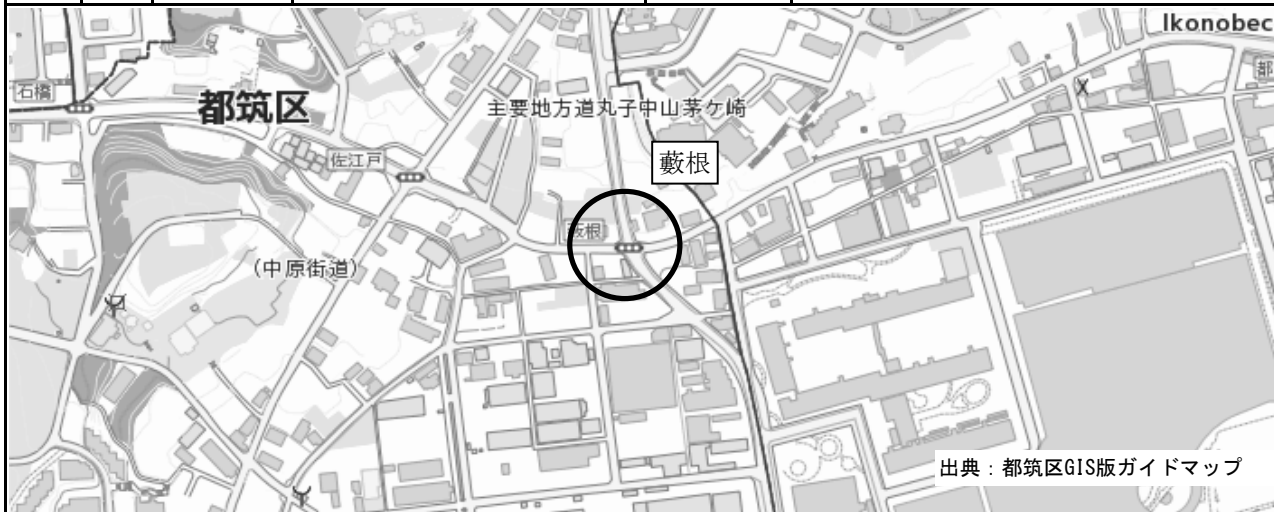 Ikonobec
石橋
都筑区
主要地方道丸子中山茅ケ崎
都
佐江戸
藪根
薮根
(中原街道)
出典：都筑区GIS版ガイドマップ